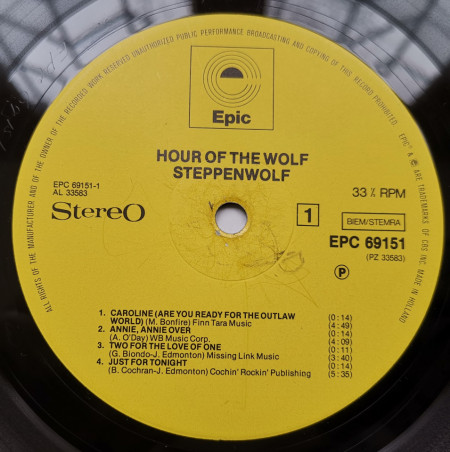 ALL RIGHTS OF THE MANUFACTURER AND OF THE OWNER OF THE RECORDED WORK RESERVED UNAUTHORIZED PUBLIC PERFORMANCE BROADCASTING AND COPYING OF THIS RECORD PROHIBITED. EPIC® & ARE TRADEMARKS OF CBS INC. MADE IN HOLLAND
Epic
HOUR OF THE WOLF
STEPPENWOLF
EPC 69151-1
AL 33583
33 ⅓ RPM
StereO
1
BIEM/STEMRA
EPC 69151
(PZ 33583)
P
1. CAROLINE (ARE YOU READY FOR THE OUTLAW (0:14)
WORLD) (M. Bonfire) Finn Tara Music (4:49)
2. ANNIE, ANNIE OVER (0:14)
(A. O'Day) WB Music Corp. (4:09)
3. TWO FOR THE LOVE OF ONE (0:11)
(G. Biondo-J. Edmonton) Missing Link Music (3:40)
4. JUST FOR TONIGHT (0:14)
(B. Cochran-J. Edmonton) Cochin' Rockin' Publishing (5:35)